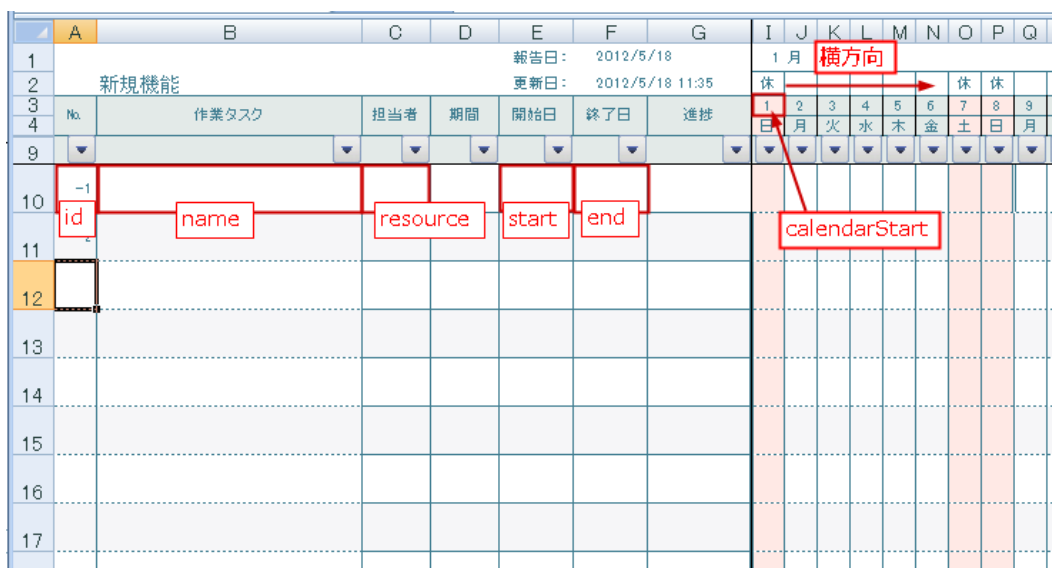 A B C D E F G I J K L M N O P Q
1 報告日： 2012/5/18 1 月 横方向
2 新規機能 更新日： 2012/5/18 11:35 休 休 休
3 No. 作業タスク 担当者 期間 開始日 終了日 進捗 1 2 3 4 5 6 7 8 9
4 日 月 火 水 木 金 土 日 月
9
10 -1
id name resource start end calendarStart
11
12
13
14
15
16
17